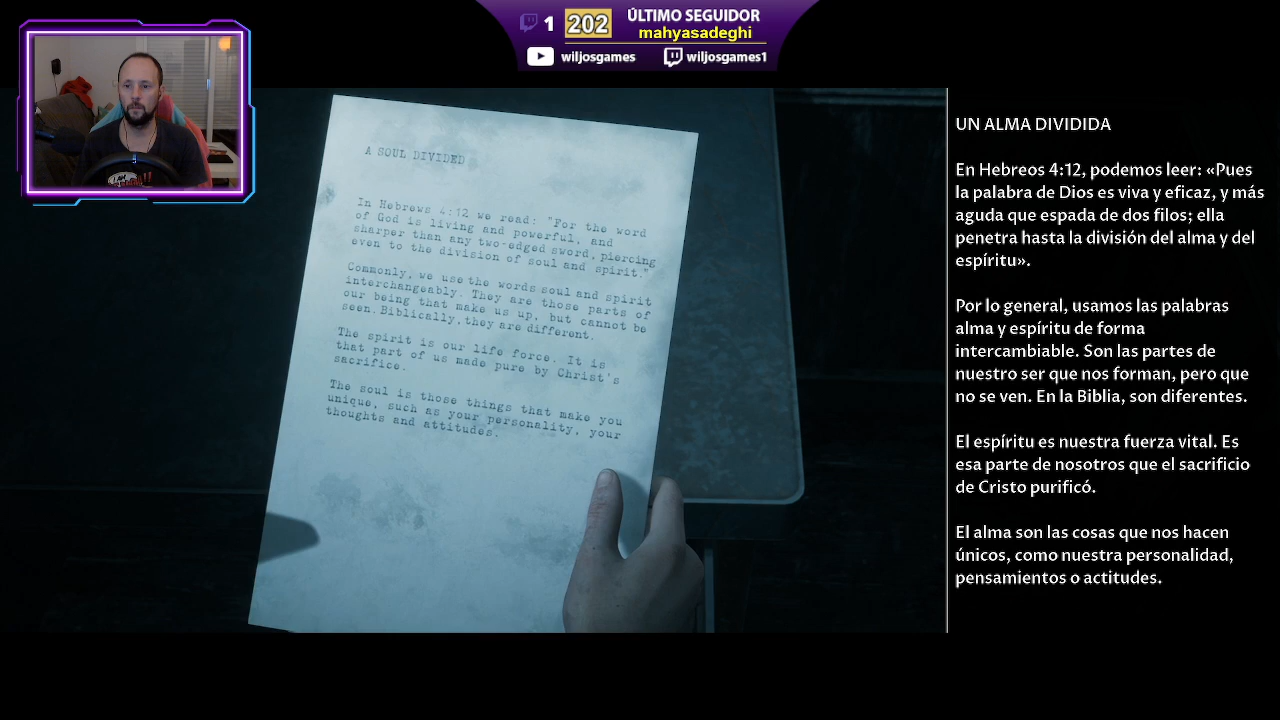 1
202
ÚLTIMO SEGUIDOR
mahyasadeghi
wiljosgames
wiljosgames1
A SOUL DIVIDED
In Hebrews 4:12 we read: "For the word
of God is living and powerful, and
sharper than any two-edged sword, piercing
even to the division of soul and spirit."
Commonly, we use the words soul and spirit
interchangeably. They are those parts of
our being that make us up, but cannot be
seen. Biblically, they are different.
The spirit is our life force. It is
that part of us made pure by Christ's
sacrifice.
The soul is those things that make you
unique, such as your personality, your
thoughts and attitudes.
UN ALMA DIVIDIDA
En Hebreos 4:12, podemos leer: «Pues
la palabra de Dios es viva y eficaz, y más
aguda que espada de dos filos; ella
penetra hasta la división del alma y del
espíritu».
Por lo general, usamos las palabras
alma y espíritu de forma
intercambiable. Son las partes de
nuestro ser que nos forman, pero que
no se ven. En la Biblia, son diferentes.
El espíritu es nuestra fuerza vital. Es
esa parte de nosotros que el sacrificio
de Cristo purificó.
El alma son las cosas que nos hacen
únicos, como nuestra personalidad,
pensamientos o actitudes.